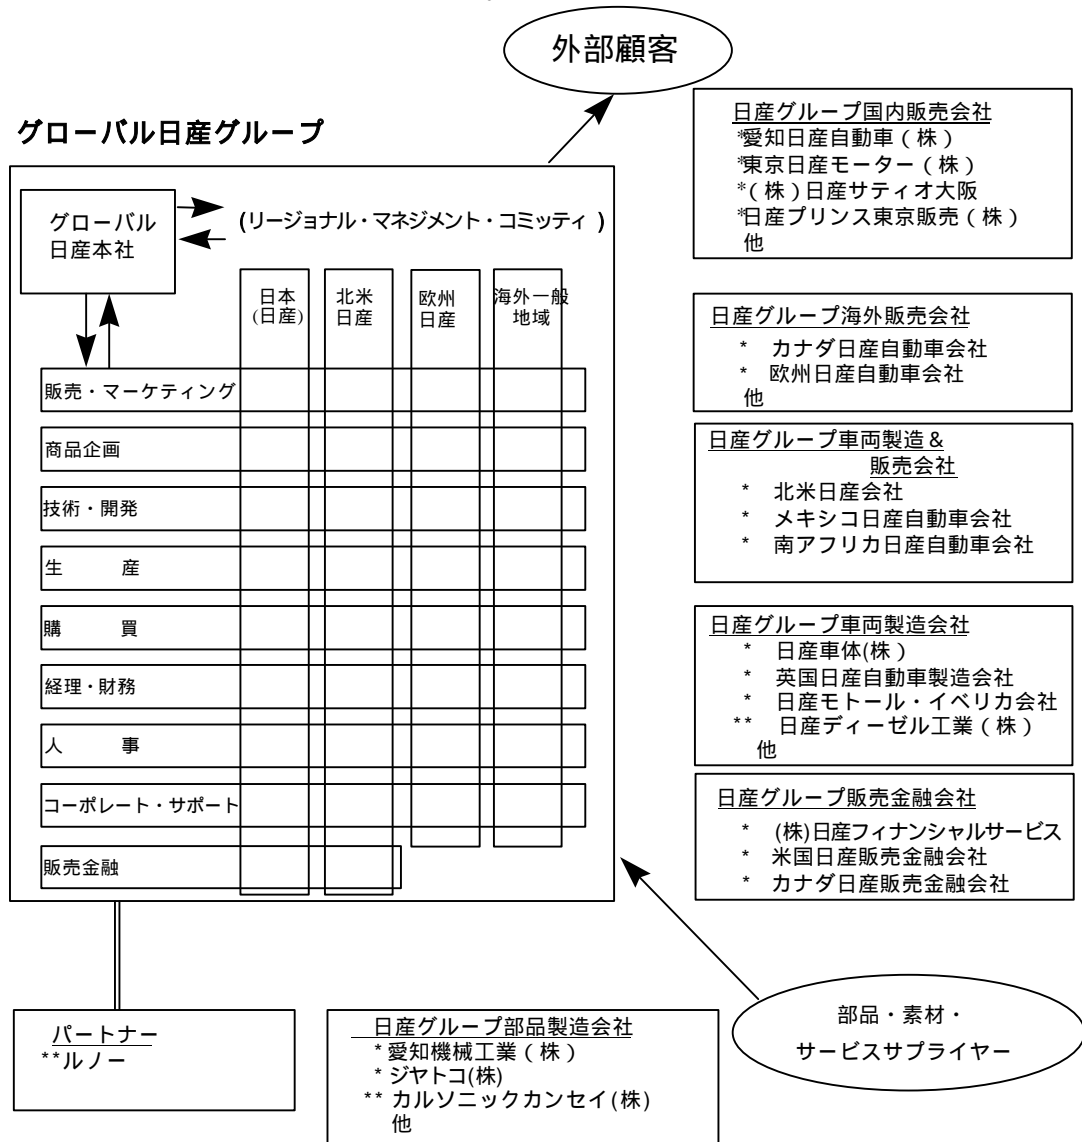 外部顧客
グローバル日産グループ
グローバル
日産本社
(リージョナル・マネジメント・コミッティ )
日本
(日産)
北米
日産
欧州
日産
海外一般
地域
販売・マーケティング
商品企画
技術・開発
生　　産
購　　買
経理・財務
人　　事
コーポレート・サポート
販売金融
日産グループ国内販売会社
*愛知日産自動車（株）
*東京日産モーター（株）
*（株）日産サティオ大阪
*日産プリンス東京販売（株）
他
日産グループ海外販売会社
* カナダ日産自動車会社
* 欧州日産自動車会社
他
日産グループ車両製造＆
販売会社
* 北米日産会社
* メキシコ日産自動車会社
* 南アフリカ日産自動車会社
日産グループ車両製造会社
* 日産車体(株）
* 英国日産自動車製造会社
* 日産モトール・イベリカ会社
** 日産ディーゼル工業（株）
他
日産グループ販売金融会社
* (株)日産フィナンシャルサービス
* 米国日産販売金融会社
* カナダ日産販売金融会社
パートナー
**ルノー
日産グループ部品製造会社
* 愛知機械工業（株）
* ジヤトコ(株)
** カルソニックカンセイ(株)
他
部品・素材・
サービスサプライヤー